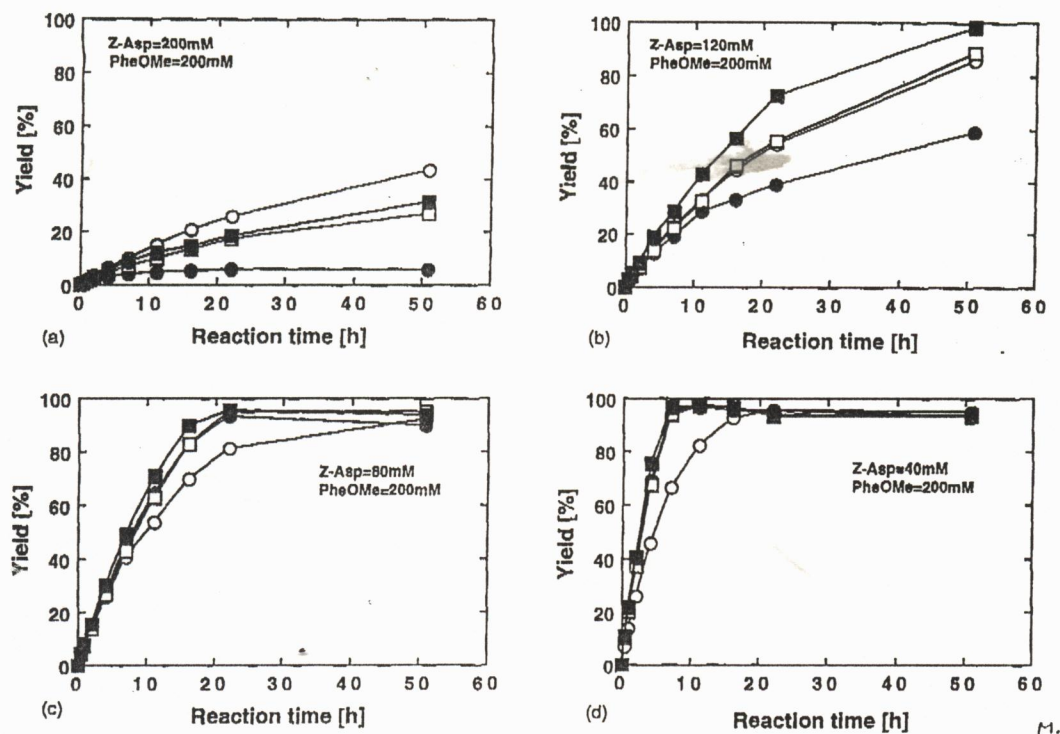 100
80
60
40
20
0
Yield [%]
Z-Asp=200mM
PheOMe=200mM
0 10 20 30 40 50 60
(a)
Reaction time [h]
100
80
60
40
20
0
Yield [%]
Z-Asp=120mM
PheOMe=200mM
0 10 20 30 40 50 60
(b)
Reaction time [h]
100
80
60
40
20
0
Yield [%]
Z-Asp=80mM
PheOMe=200mM
0 10 20 30 40 50 60
(c)
Reaction time [h]
100
80
60
40
20
0
Yield [%]
Z-Asp=40mM
PheOMe=200mM
0 10 20 30 40 50 60
(d)
Reaction time [h]
M.